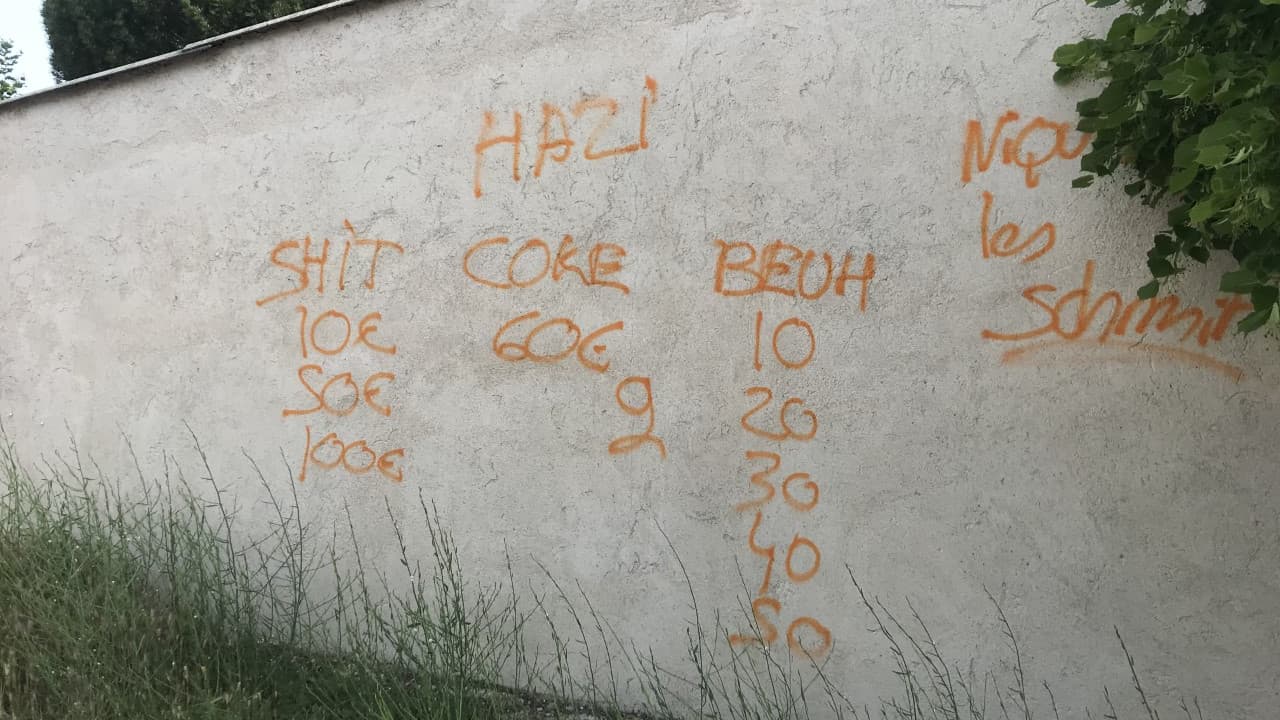 HAZI
SHIT
10€
50€
100€
COKE
60€
g
BEUH
10
20
30
40
50
Niqu
les
Schmit